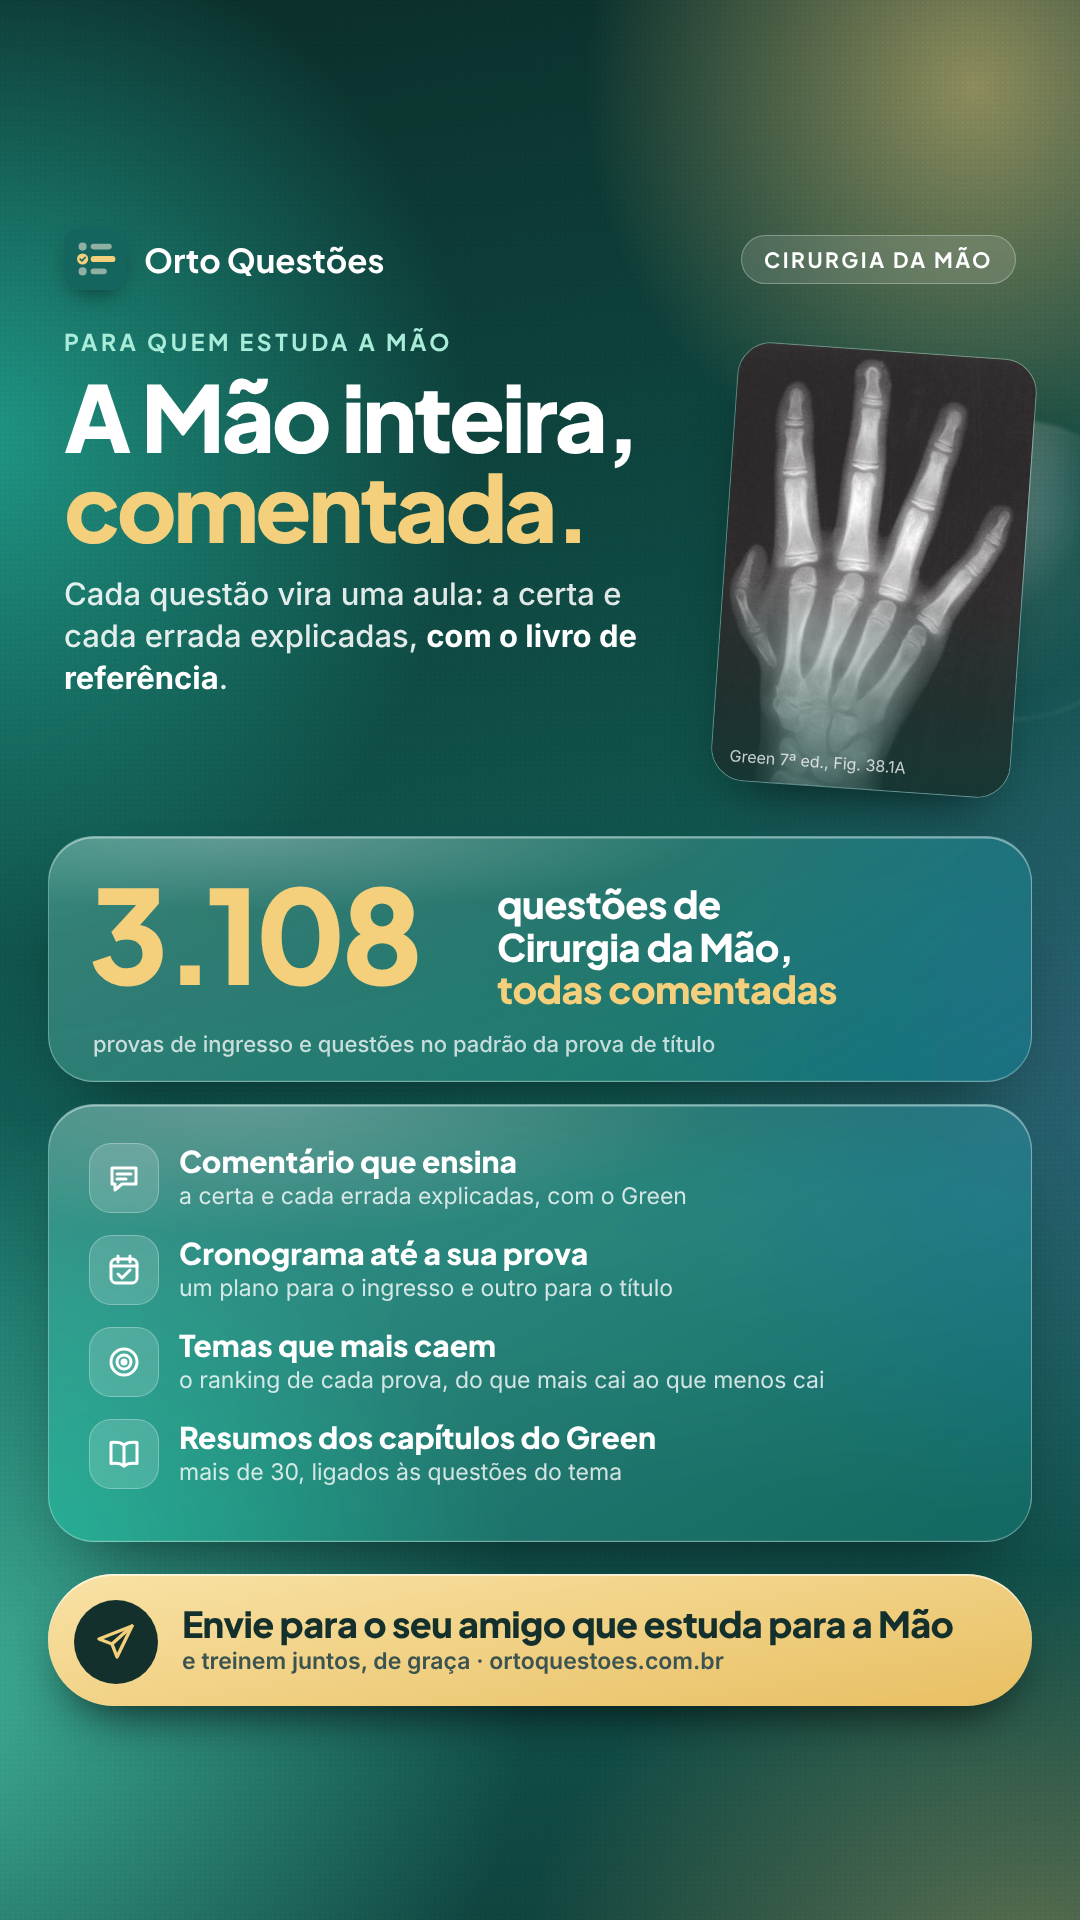 Orto Questões
CIRURGIA DA MÃO
PARA QUEM ESTUDA A MÃO
A Mão inteira,
comentada.
Cada questão vira uma aula: a certa e
cada errada explicadas, com o livro de
referência.
Green 7ª ed., Fig. 38.1A
3.108
questões de
Cirurgia da Mão,
todas comentadas
provas de ingresso e questões no padrão da prova de título
Comentário que ensina
a certa e cada errada explicadas, com o Green
Cronograma até a sua prova
um plano para o ingresso e outro para o título
Temas que mais caem
o ranking de cada prova, do que mais cai ao que menos cai
Resumos dos capítulos do Green
mais de 30, ligados às questões do tema
Envie para o seu amigo que estuda para a Mão
e treinem juntos, de graça · ortoquestoes.com.br